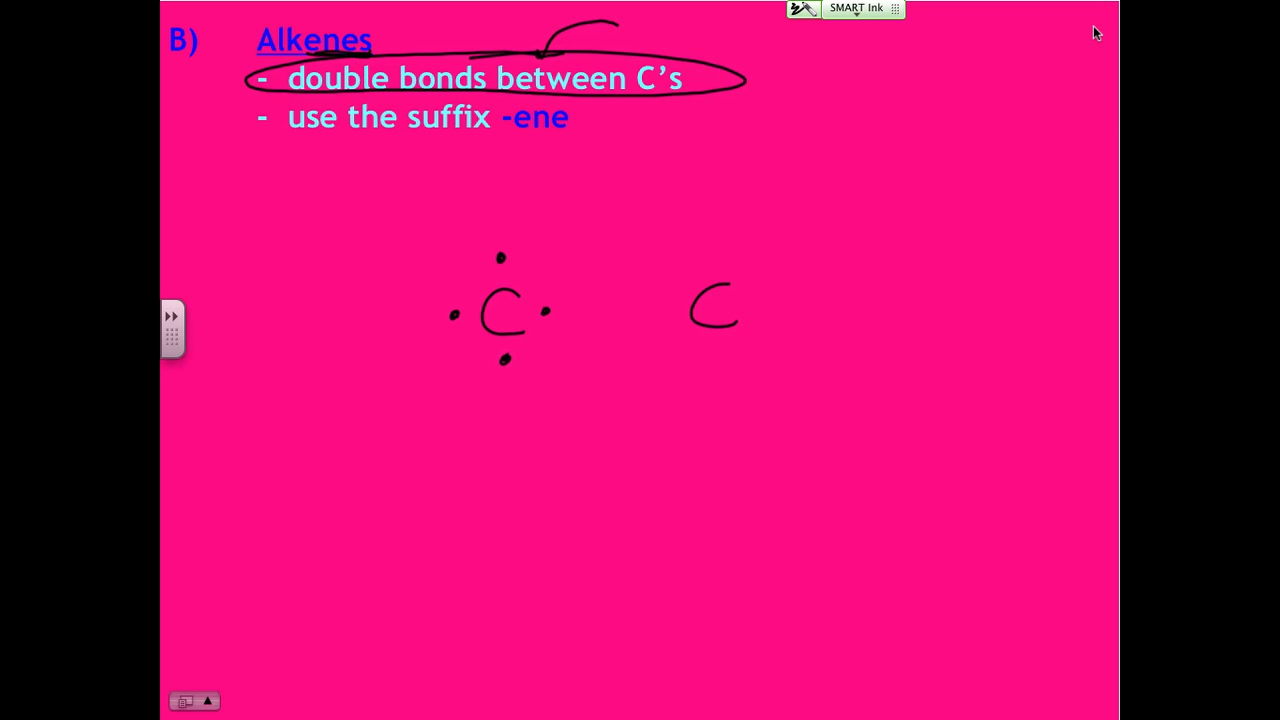 SMART Ink
B) Alkenes
- double bonds between C's
- use the suffix -ene
C C